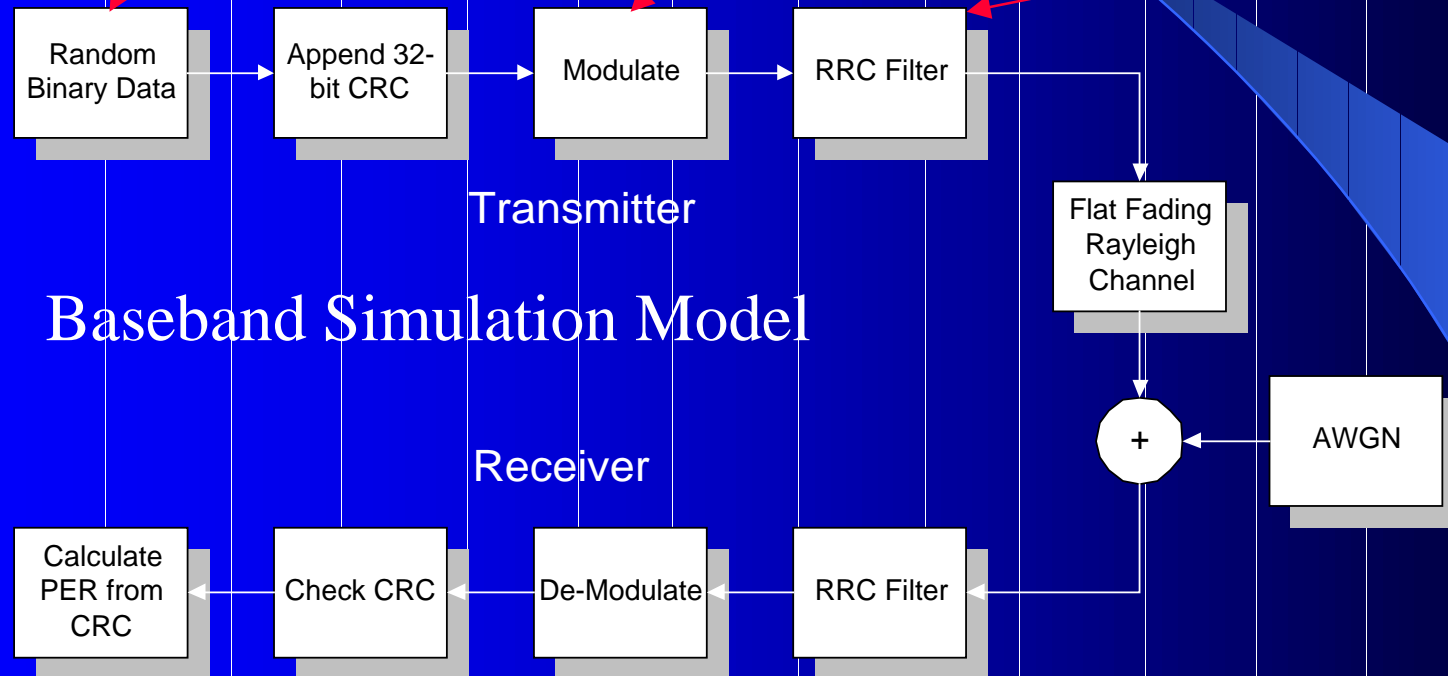 Random
Binary Data
Append 32-
bit CRC
Modulate
RRC Filter
Transmitter
Flat Fading
Rayleigh
Channel
Baseband Simulation Model
+
AWGN
Receiver
Calculate
PER from
CRC
Check CRC
De-Modulate
RRC Filter